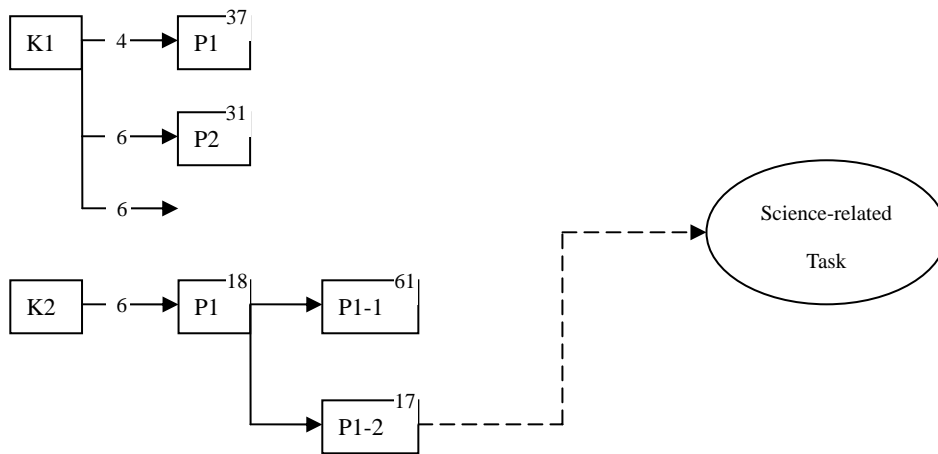 37
K1
4
P1
31
6
P2
6
Science-related
Task
18
61
K2
6
P1
P1-1
17
P1-2